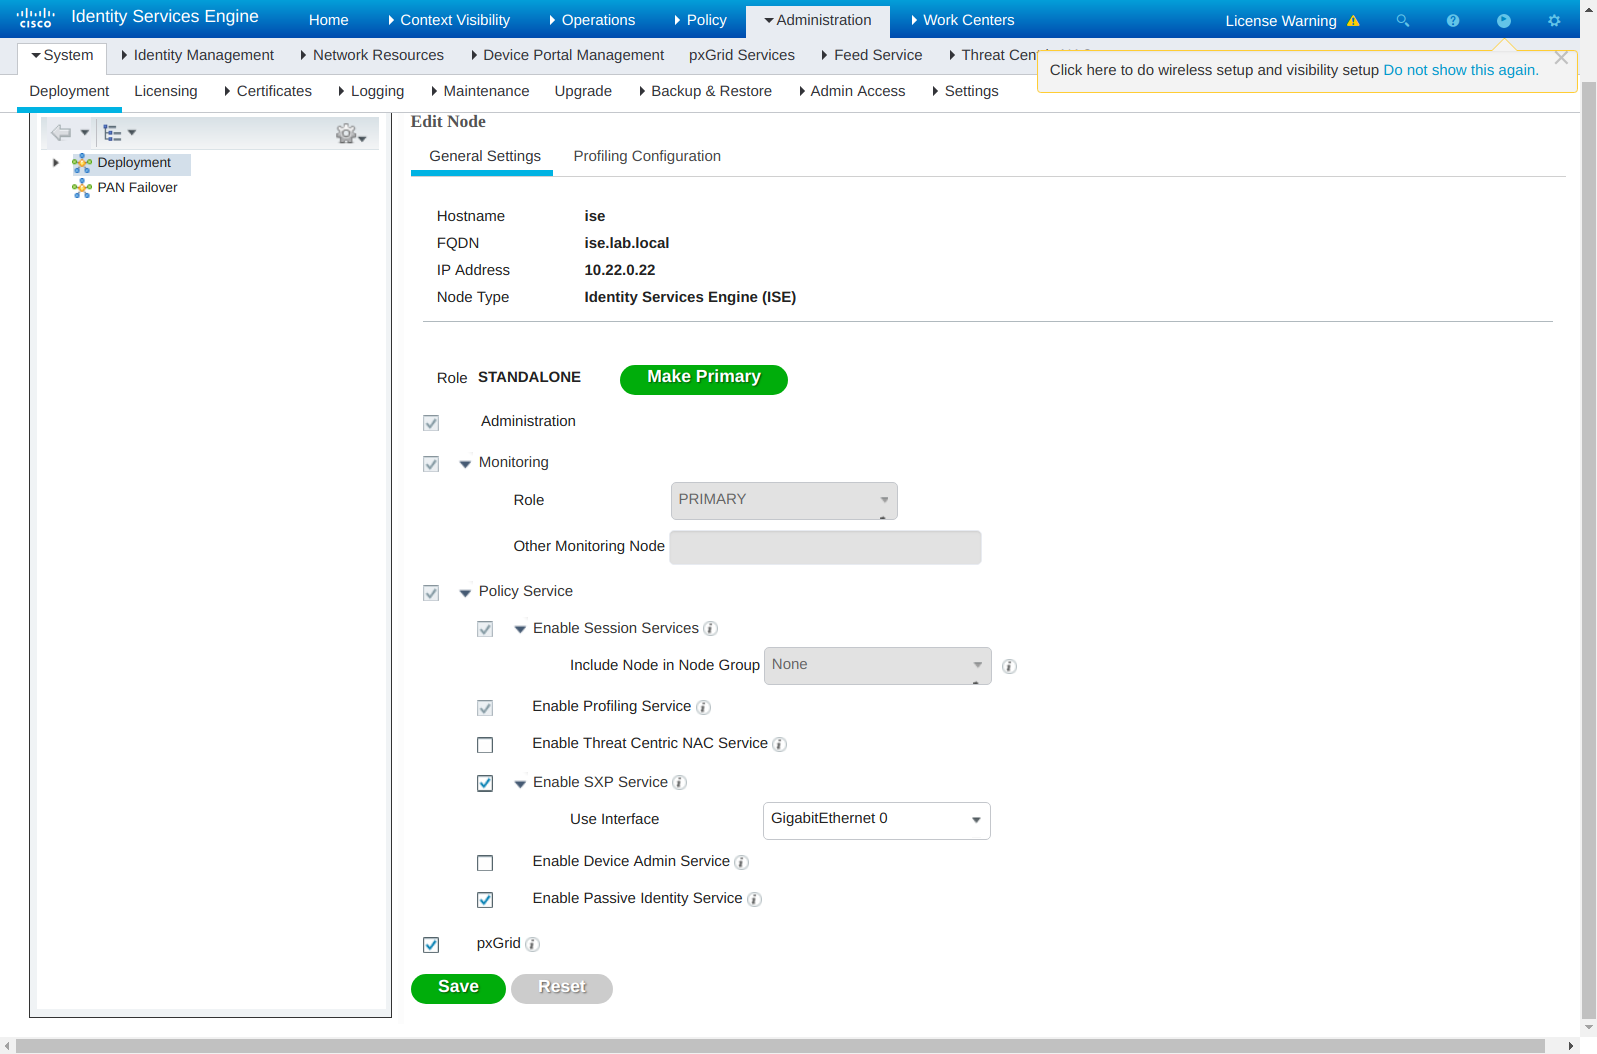 CISCO Identity Services Engine Home Context Visibility Operations Policy Administration Work Centers License Warning
System Identity Management Network Resources Device Portal Management pxGrid Services Feed Service
Click here to do wireless setup and visibility setup Do not show this again.
Deployment Licensing Certificates Logging Maintenance Upgrade Backup & Restore Admin Access Settings
Deployment
PAN Failover
Edit Node
General Settings Profiling Configuration
Hostname ise
FQDN ise.lab.local
IP Address 10.22.0.22
Node Type Identity Services Engine (ISE)
Role STANDALONE Make Primary
Administration
Monitoring
Role PRIMARY
Other Monitoring Node
Policy Service
Enable Session Services
Include Node in Node Group None
Enable Profiling Service
Enable Threat Centric NAC Service
Enable SXP Service
Use Interface GigabitEthernet 0
Enable Device Admin Service
Enable Passive Identity Service
pxGrid
Save Reset